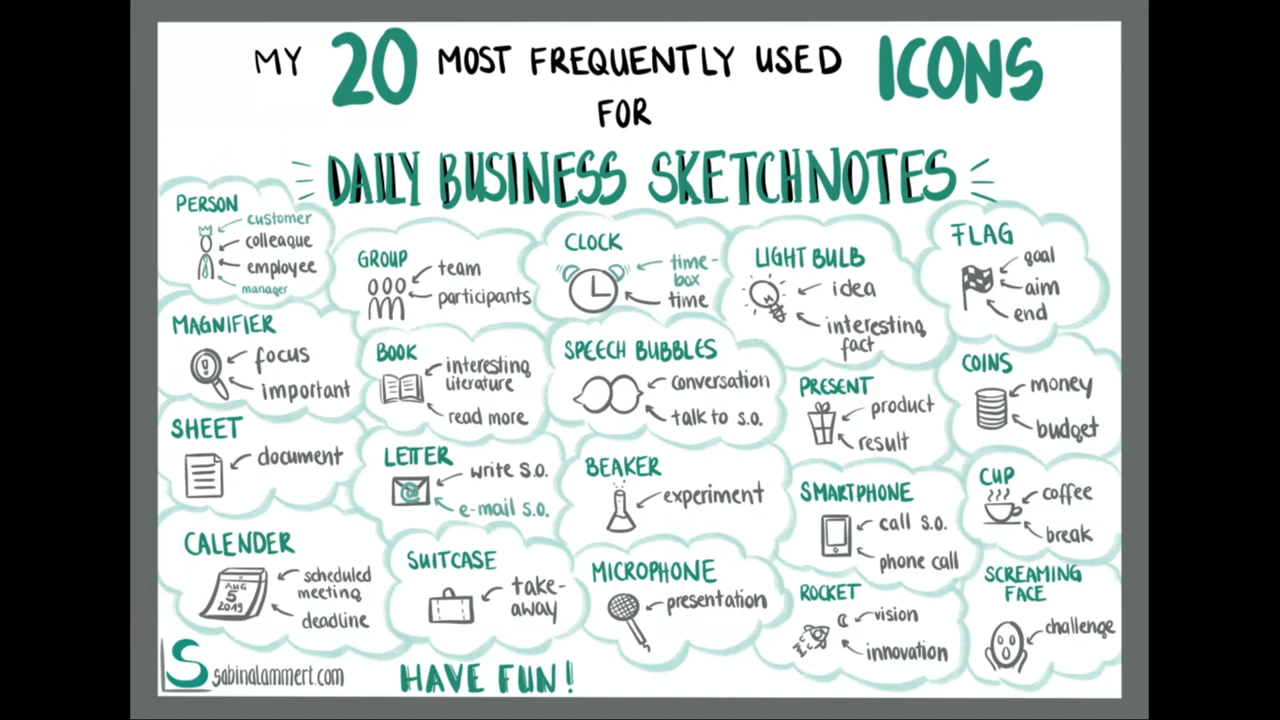 MY 20 MOST FREQUENTLY USED ICONS
FOR
DAILY BUSINESS SKETCHNOTES
PERSON
customer
colleague
employee
manager
GROUP
team
participants
CLOCK
time-
box
time
LIGHT BULB
idea
interesting
fact
FLAG
goal
aim
end
MAGNIFIER
focus
important
BOOK
interesting
literature
read more
SPEECH BUBBLES
conversation
talk to s.o.
PRESENT
product
result
COINS
money
budget
SHEET
document
LETTER
write s.o.
@
e-mail s.o.
BEAKER
experiment
SMARTPHONE
call s.o.
phone call
CUP
coffee
break
CALENDER
AUG
5
2019
scheduled
meeting
deadline
SUITCASE
take-
away
MICROPHONE
presentation
ROCKET
vision
innovation
SCREAMING
FACE
challenge
S
sabinalammert.com
HAVE FUN!